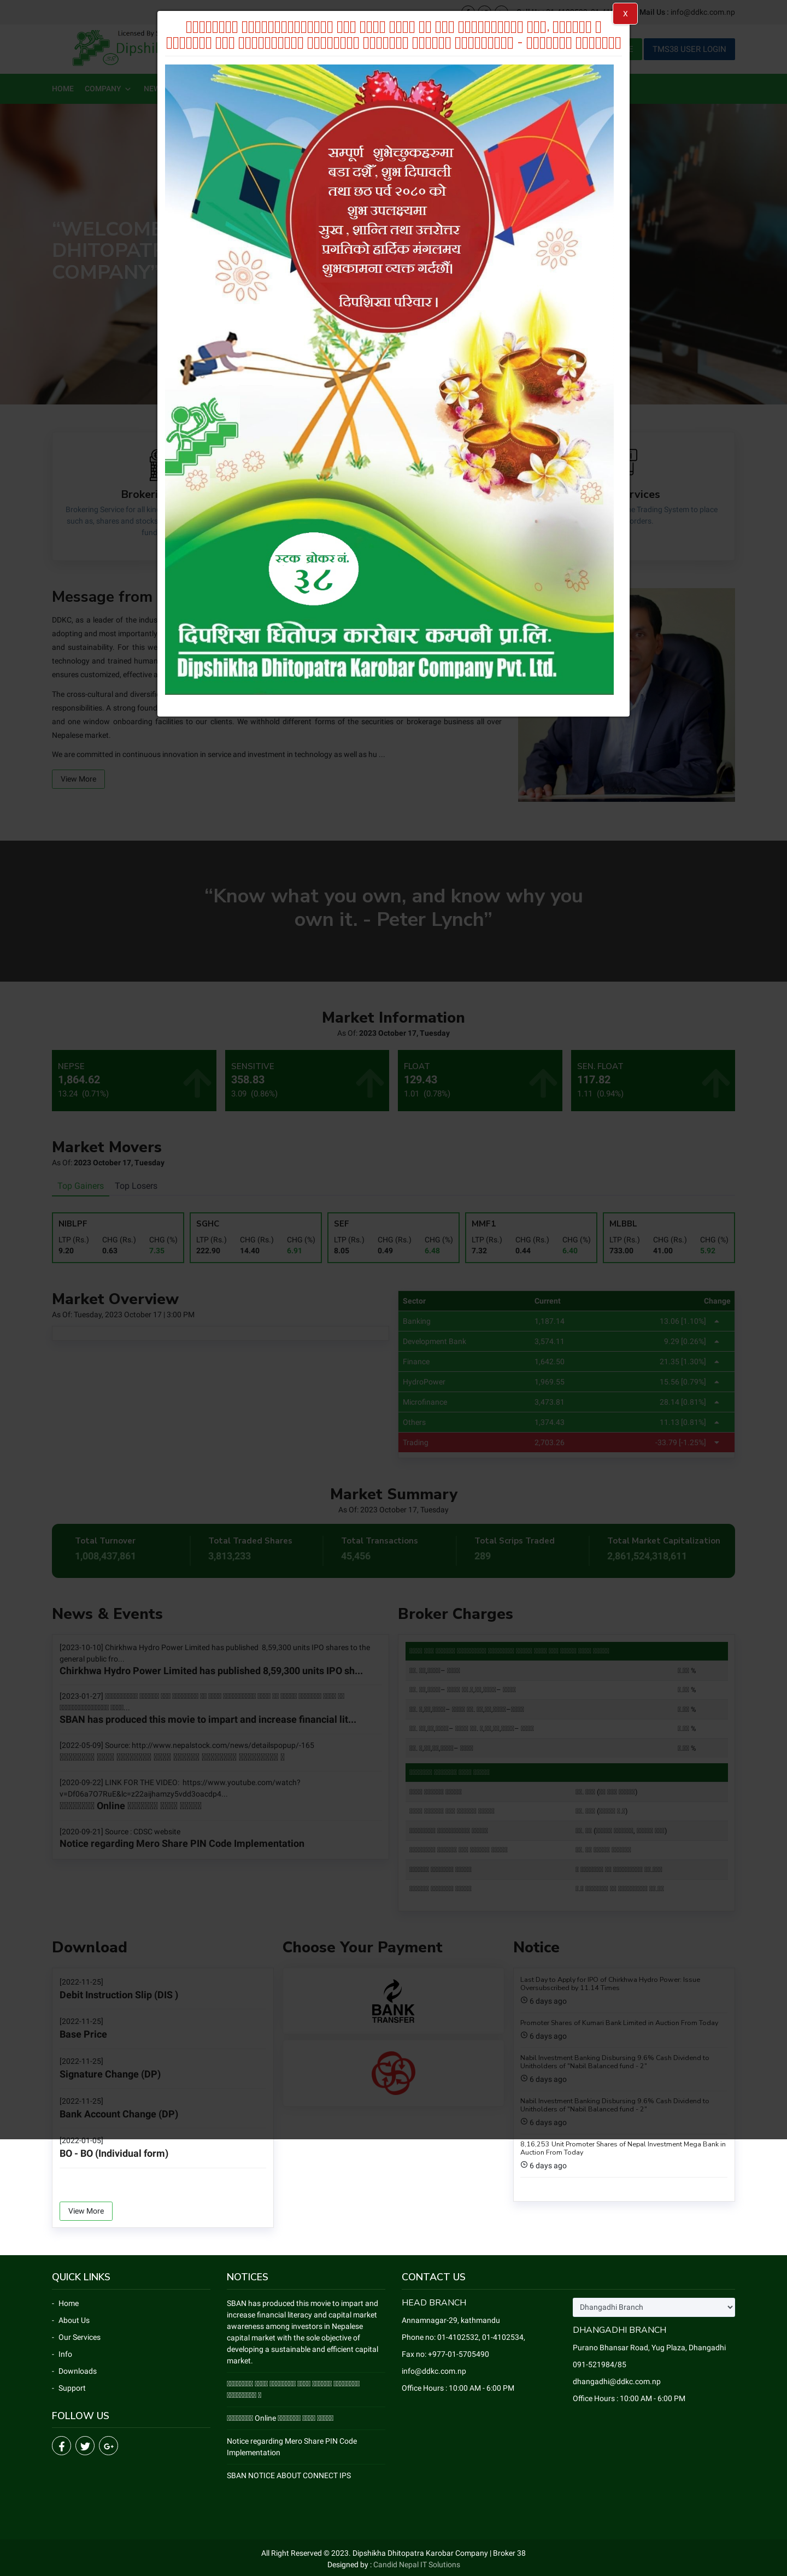 Mail Us : info@ddkc.com.np
Licensed By
TMS38 USER LOGIN
HOME COMPANY
X
सम्पूर्ण शुभेच्छुकहरुमा
बडा दशैँ, शुभ दिपावली
तथा छठ पर्व २०८० को
शुभ उपलक्ष्यमा
सुख, शान्ति तथा उत्तरोत्तर
प्रगतिको हार्दिक मंगलमय
शुभकामना व्यक्त गर्दछौं।
दिपशिखा परिवार।
स्टक ब्रोकर नं.
३८
दिपशिखा धितोपत्र कारोबार कम्पनी प्रा.लि.
Dipshikha Dhitopatra Karobar Company Pvt. Ltd.
“WELCOME
DHITOPAT
COMPANY”
Message from
DDKC, as a leader of the indus
adopting and most importantly
and sustainability. For this we
technology and trained human
ensures customized, effective a
The cross-cultural and diversif
responsibilities. A strong found
and one window onboarding facilities to our clients. We withhold different forms of the securities or brokerage business all over
Nepalese market.
We are committed in continuous innovation in service and investment in technology as well as hu ...
View More
“Know what you own, and know why you
own it. - Peter Lynch”
Market Information
As Of: 2023 October 17, Tuesday
NEPSE
1,864.62
13.24 (0.71%)
SENSITIVE
358.83
3.09 (0.86%)
FLOAT
129.43
1.01 (0.78%)
SEN. FLOAT
117.82
1.11 (0.94%)
Market Movers
As Of: 2023 October 17, Tuesday
Top Gainers Top Losers
NIBLPF
LTP (Rs.) CHG (Rs.) CHG (%)
9.20 0.63 7.35
SGHC
LTP (Rs.) CHG (Rs.) CHG (%)
222.90 14.40 6.91
SEF
LTP (Rs.) CHG (Rs.) CHG (%)
8.05 0.49 6.48
MMF1
LTP (Rs.) CHG (Rs.) CHG (%)
7.32 0.44 6.40
MLBBL
LTP (Rs.) CHG (Rs.) CHG (%)
733.00 41.00 5.92
Market Overview
As Of: Tuesday, 2023 October 17 | 3:00 PM
Sector Current Change
Banking 1,187.14 13.06 [1.10%]
Development Bank 3,574.11 9.29 [0.26%]
Finance 1,642.50 21.35 [1.30%]
HydroPower 1,969.55 15.56 [0.79%]
Microfinance 3,473.81 28.14 [0.81%]
Others 1,374.43 11.13 [0.81%]
Trading 2,703.26 -33.79 [-1.25%]
Market Summary
As Of: 2023 October 17, Tuesday
Total Turnover
1,008,437,861
Total Traded Shares
3,813,233
Total Transactions
45,456
Total Scrips Traded
289
Total Market Capitalization
2,861,524,318,611
News & Events
[2023-10-10] Chirkhwa Hydro Power Limited has published 8,59,300 units IPO shares to the
general public fro...
Chirkhwa Hydro Power Limited has published 8,59,300 units IPO sh...
[2023-01-27]
SBAN has produced this movie to impart and increase financial lit...
[2022-05-09] Source: http://www.nepalstock.com/news/detailspopup/-165
[2020-09-22] LINK FOR THE VIDEO: https://www.youtube.com/watch?
v=Df06a7O7RuE&lc=z22aijhamzy5vdd3oacdp4...
Online
[2020-09-21] Source : CDSC website
Notice regarding Mero Share PIN Code Implementation
Broker Charges
Download
[2022-11-25]
Debit Instruction Slip (DIS )
[2022-11-25]
Base Price
[2022-11-25]
Signature Change (DP)
[2022-11-25]
Bank Account Change (DP)
[2022-01-05]
BO - BO (Individual form)
View More
Choose Your Payment
BANK
TRANSFER
Notice
Last Day to Apply for IPO of Chirkhwa Hydro Power: Issue
Oversubscribed by 11.14 Times
6 days ago
Promoter Shares of Kumari Bank Limited in Auction From Today
6 days ago
Nabil Investment Banking Disbursing 9.6% Cash Dividend to
Unitholders of "Nabil Balanced fund - 2"
6 days ago
Nabil Investment Banking Disbursing 9.6% Cash Dividend to
Unitholders of "Nabil Balanced fund - 2"
6 days ago
8,16,253 Unit Promoter Shares of Nepal Investment Mega Bank in
Auction From Today
6 days ago
QUICK LINKS
- Home
- About Us
- Our Services
- Info
- Downloads
- Support
FOLLOW US
NOTICES
SBAN has produced this movie to impart and
increase financial literacy and capital market
awareness among investors in Nepalese
capital market with the sole objective of
developing a sustainable and efficient capital
market.
Online
Notice regarding Mero Share PIN Code
Implementation
SBAN NOTICE ABOUT CONNECT IPS
CONTACT US
HEAD BRANCH
Annamnagar-29, kathmandu
Phone no: 01-4102532, 01-4102534,
Fax no: +977-01-5705490
info@ddkc.com.np
Office Hours : 10:00 AM - 6:00 PM
Dhangadhi Branch
DHANGADHI BRANCH
Purano Bhansar Road, Yug Plaza, Dhangadhi
091-521984/85
dhangadhi@ddkc.com.np
Office Hours : 10:00 AM - 6:00 PM
All Right Reserved © 2023. Dipshikha Dhitopatra Karobar Company | Broker 38
Designed by : Candid Nepal IT Solutions